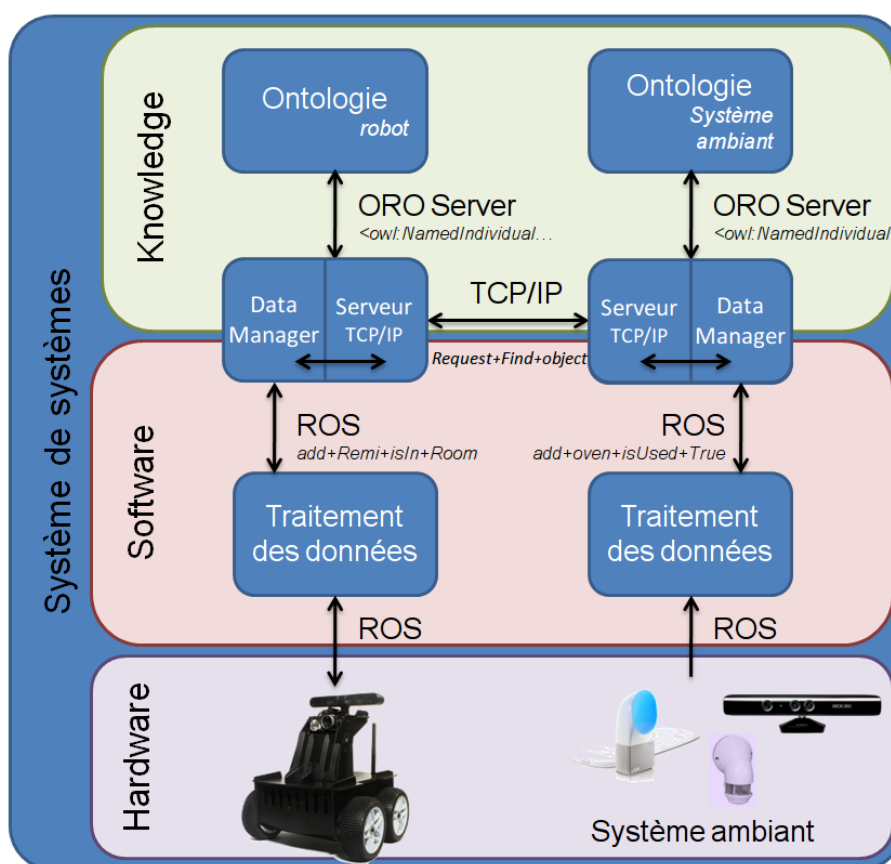 Système de systèmes
Knowledge
Ontologie
robot
Ontologie
Système
ambiant
ORO Server
<owl:NamedIndividual…
ORO Server
<owl:NamedIndividual
Data
Manager
Serveur
TCP/IP
TCP/IP
Request+Find+object
Serveur
TCP/IP
Data
Manager
Software
ROS
add+Remi+isIn+Room
ROS
add+oven+isUsed+True
Traitement
des données
Traitement
des données
ROS
ROS
Hardware
XBOX 360
Système ambiant